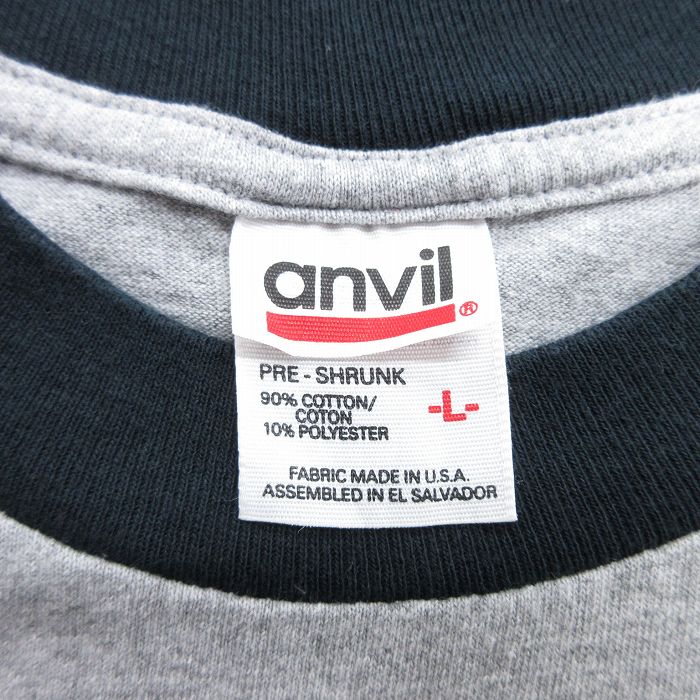 anvil®
PRE - SHRUNK
90% COTTON/
COTON
10% POLYESTER
-L-
FABRIC MADE IN U.S.A.
ASSEMBLED IN EL SALVADOR